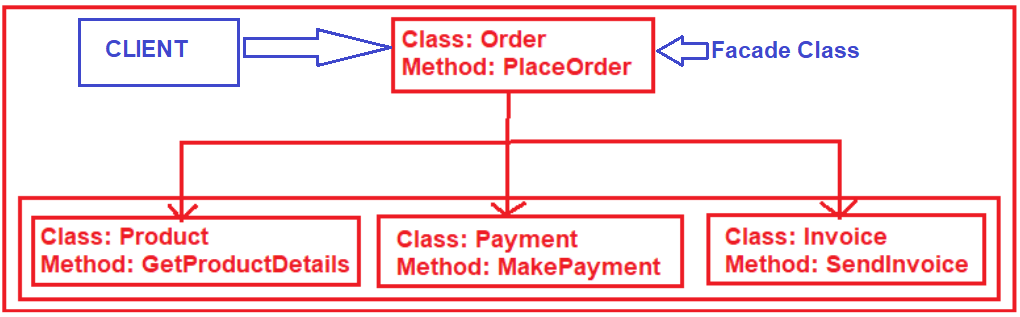 CLIENT
Class: Order
Method: PlaceOrder
Facade Class
Class: Product
Method: GetProductDetails
Class: Payment
Method: MakePayment
Class: Invoice
Method: SendInvoice